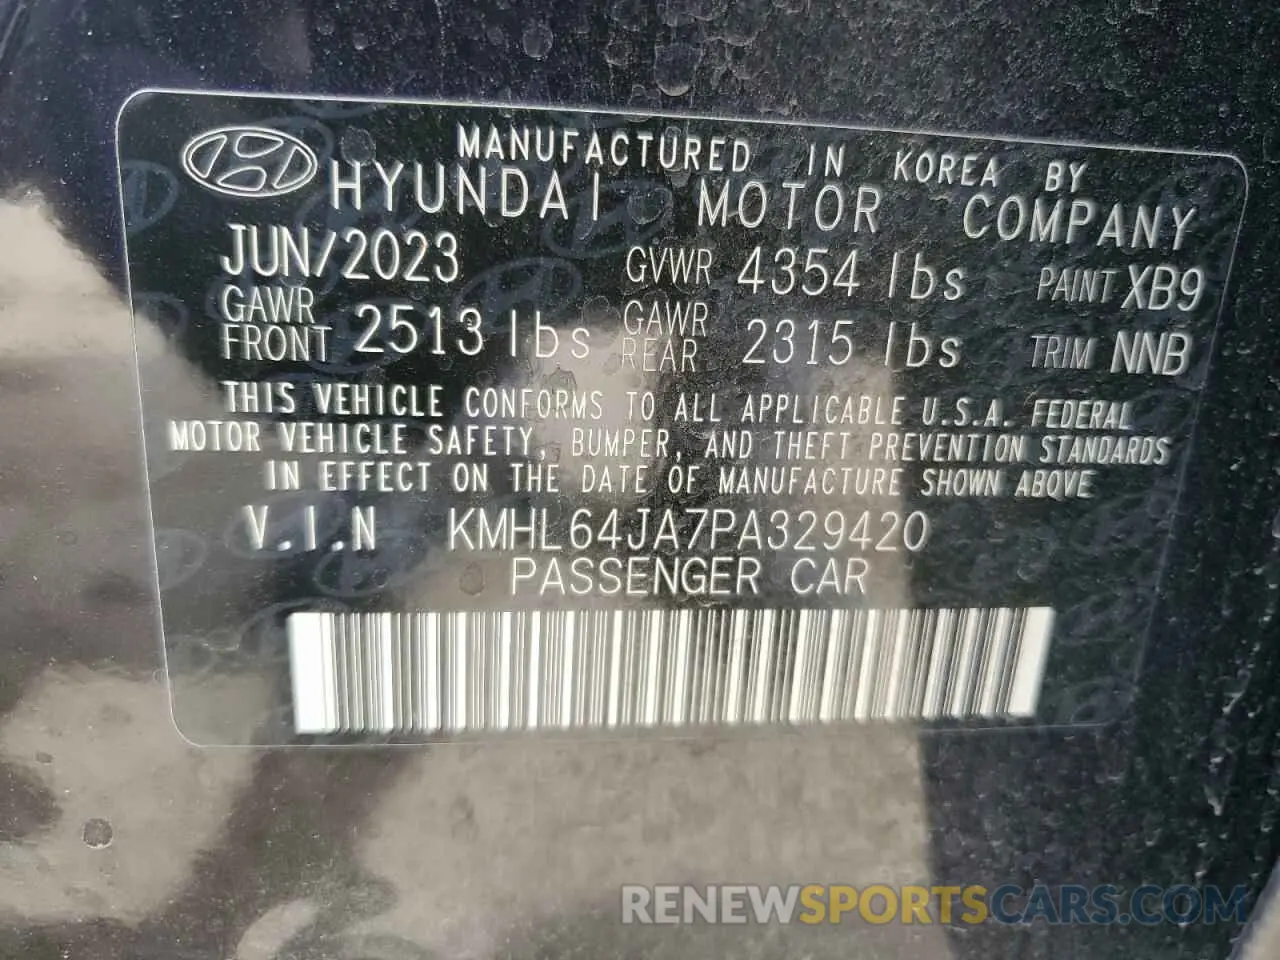 MANUFACTURED IN KOREA BY
HYUNDAI MOTOR COMPANY
JUN/2023 GVWR 4354 lbs PAINT XB9
GAWR FRONT 2513 lbs GAWR REAR 2315 lbs TRIM NNB
THIS VEHICLE CONFORMS TO ALL APPLICABLE U.S.A. FEDERAL
MOTOR VEHICLE SAFETY, BUMPER, AND THEFT PREVENTION STANDARDS
IN EFFECT ON THE DATE OF MANUFACTURE SHOWN ABOVE
V.I.N KMHL64JA7PA329420
PASSENGER CAR
RENEWSPORTSCARS.COM